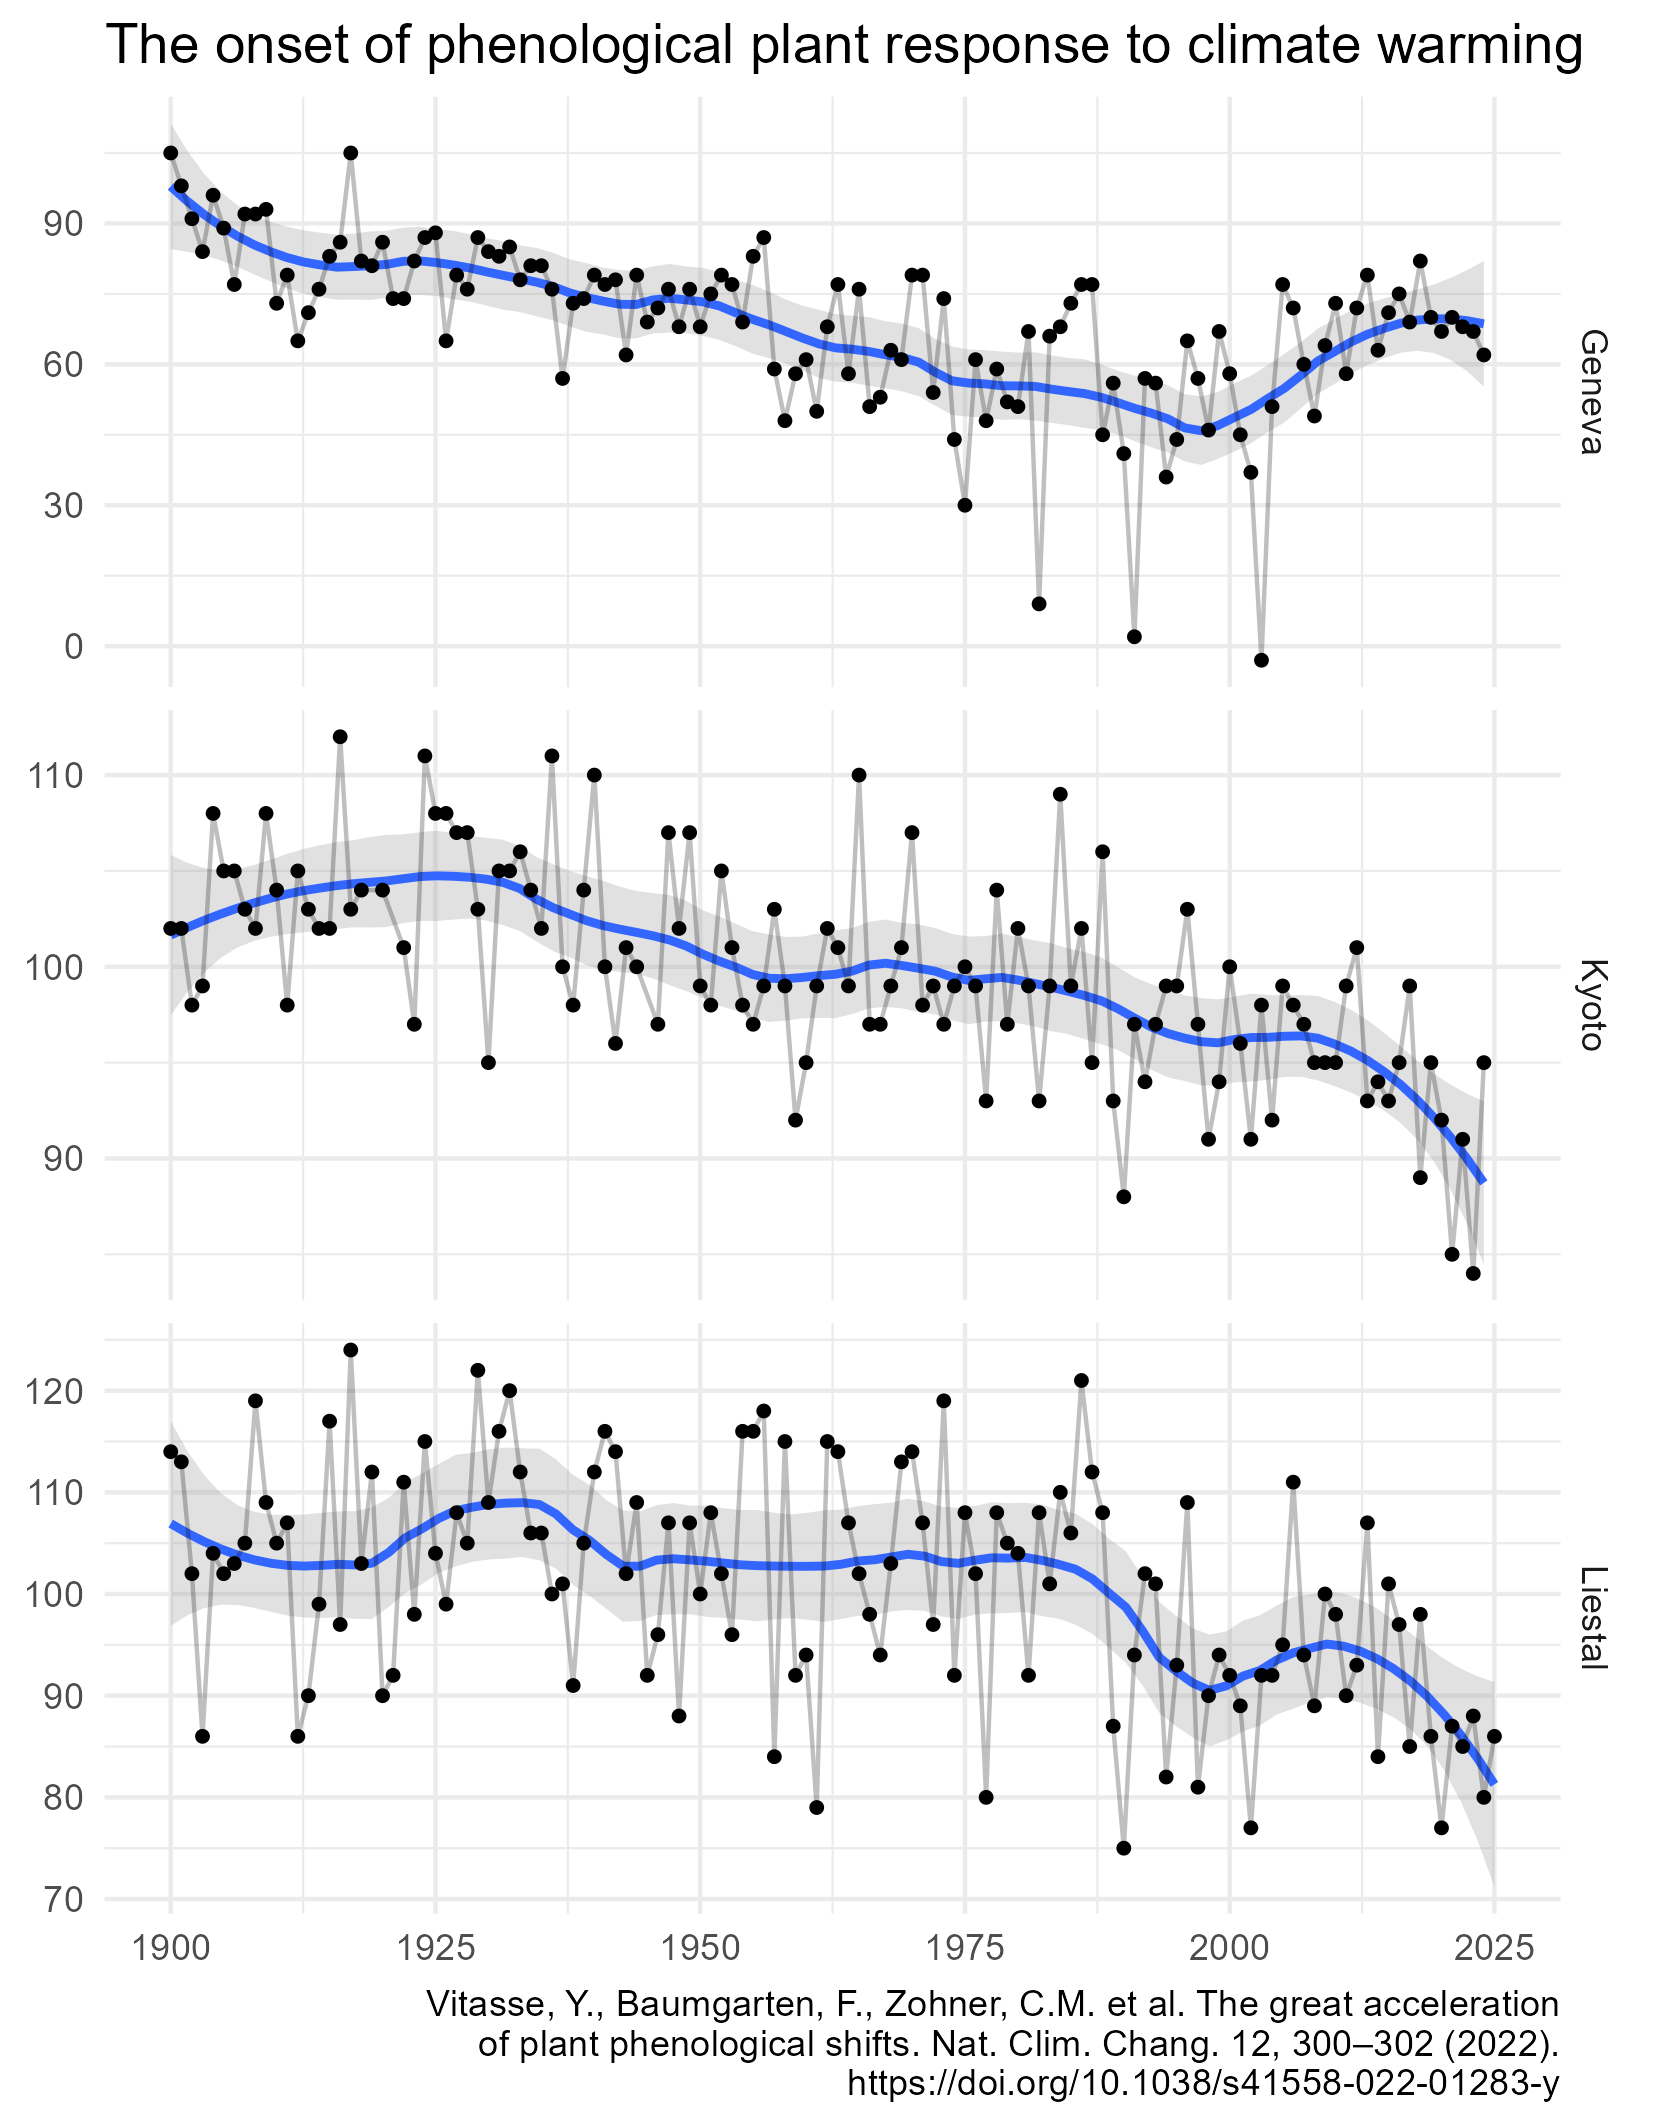 The onset of phenological plant response to climate warming
90
60
30
0
Geneva
110
100
90
Kyoto
120
110
100
90
80
70
Liestal
1900 1925 1950 1975 2000 2025
Vitasse, Y., Baumgarten, F., Zohner, C.M. et al. The great acceleration
of plant phenological shifts. Nat. Clim. Chang. 12, 300–302 (2022).
https://doi.org/10.1038/s41558-022-01283-y